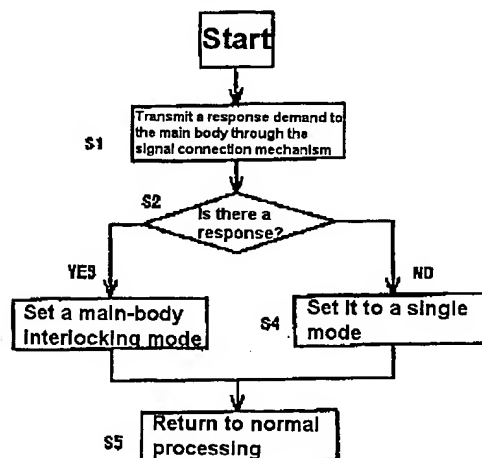 Start
S1
Transmit a response demand to
the main body through the
signal connection mechanism
S2
Is there a
response?
YES
NO
Set a main-body
interlocking mode
S4
Set it to a single
mode
S5
Return to normal
processing